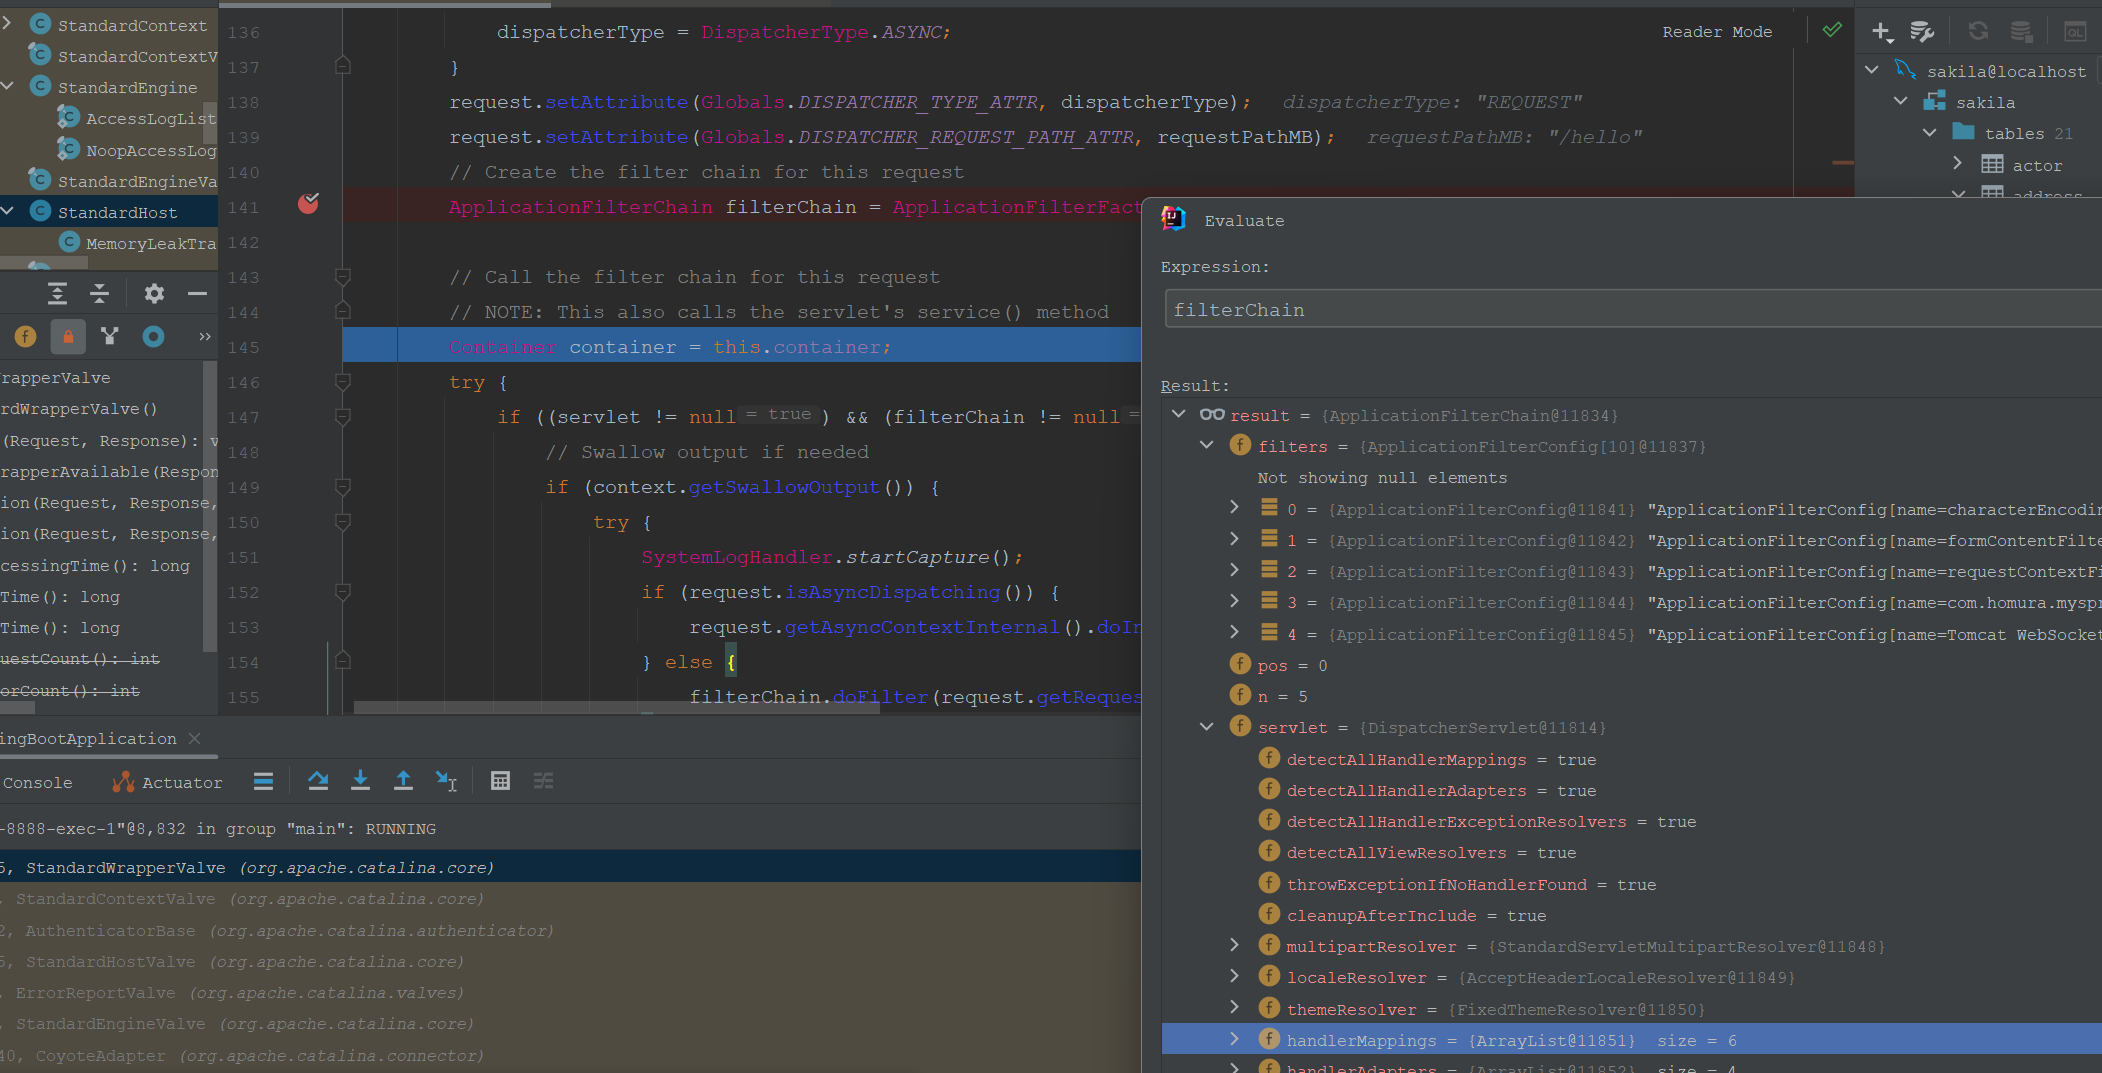 StandardContext
StandardContextV
StandardEngine
AccessLogList
NoopAccessLog
StandardEngineVa
StandardHost
MemoryLeakTra
rapperValve
rdWrapperValve()
(Request, Response): v
rapperAvailable(Respon
ion(Request, Response,
ion(Request, Response,
cessingTime(): long
Time(): long
Time(): long
uestCount(): int
orCount(): int
136 dispatcherType = DispatcherType.ASYNC;
137 }
138 request.setAttribute(Globals.DISPATCHER_TYPE_ATTR, dispatcherType); dispatcherType: "REQUEST"
139 request.setAttribute(Globals.DISPATCHER_REQUEST_PATH_ATTR, requestPathMB); requestPathMB: "/hello"
140 // Create the filter chain for this request
141 ApplicationFilterChain filterChain = ApplicationFilterFact
142
143 // Call the filter chain for this request
144 // NOTE: This also calls the servlet's service() method
145 Container container = this.container;
146 try {
147 if ((servlet != null = true ) && (filterChain != null =
148 // Swallow output if needed
149 if (context.getSwallowOutput()) {
150 try {
151 SystemLogHandler.startCapture();
152 if (request.isAsyncDispatching()) {
153 request.getAsyncContextInternal().doIn
154 } else {
155 filterChain.doFilter(request.getReques
Reader Mode
QL
sakila@localhost
sakila
tables 21
actor
address
Evaluate
Expression:
filterChain
Result:
result = {ApplicationFilterChain@11834}
filters = {ApplicationFilterConfig[10]@11837}
Not showing null elements
0 = {ApplicationFilterConfig@11841} "ApplicationFilterConfig[name=characterEncodin
1 = {ApplicationFilterConfig@11842} "ApplicationFilterConfig[name=formContentFilte
2 = {ApplicationFilterConfig@11843} "ApplicationFilterConfig[name=requestContextFi
3 = {ApplicationFilterConfig@11844} "ApplicationFilterConfig[name=com.homura.myspr
4 = {ApplicationFilterConfig@11845} "ApplicationFilterConfig[name=Tomcat WebSocket
pos = 0
n = 5
servlet = {DispatcherServlet@11814}
detectAllHandlerMappings = true
detectAllHandlerAdapters = true
detectAllHandlerExceptionResolvers = true
detectAllViewResolvers = true
throwExceptionIfNoHandlerFound = true
cleanupAfterInclude = true
multipartResolver = {StandardServletMultipartResolver@11848}
localeResolver = {AcceptHeaderLocaleResolver@11849}
themeResolver = {FixedThemeResolver@11850}
handlerMappings = {ArrayList@11851} size = 6
handlerAdapters = {ArrayList@11852} size = 4
ingBootApplication
Console
Actuator
-8888-exec-1"@8,832 in group "main": RUNNING
5, StandardWrapperValve (org.apache.catalina.core)
, StandardContextValve (org.apache.catalina.core)
2, AuthenticatorBase (org.apache.catalina.authenticator)
5, StandardHostValve (org.apache.catalina.core)
, ErrorReportValve (org.apache.catalina.valves)
, StandardEngineValve (org.apache.catalina.core)
40, CoyoteAdapter (org.apache.catalina.connector)